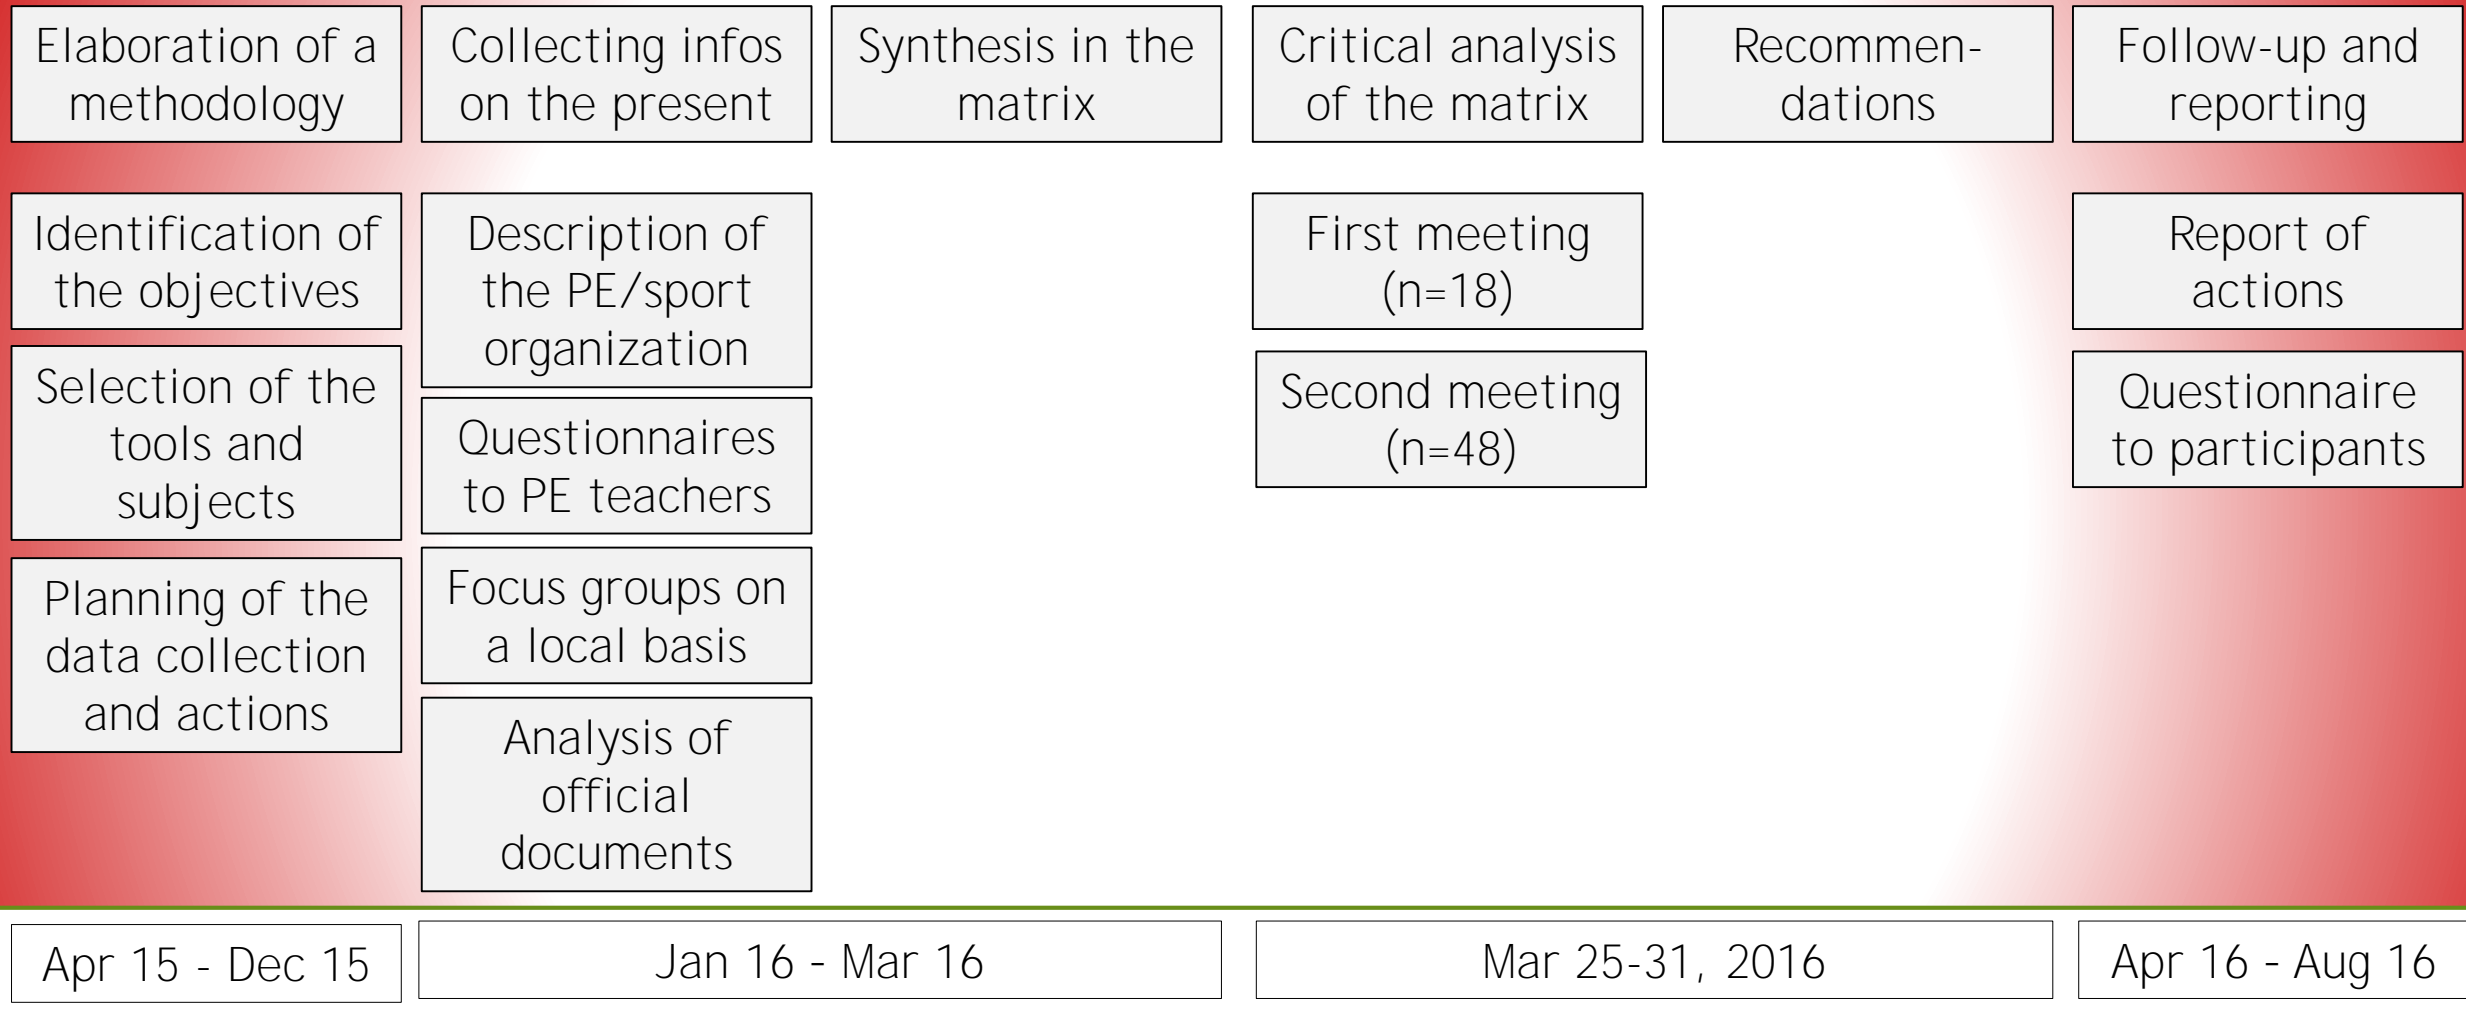 Elaboration of a
methodology
Collecting infos
on the present
Synthesis in the
matrix
Critical analysis
of the matrix
Recommen-
dations
Follow-up and
reporting
Identification of
the objectives
Selection of the
tools and
subjects
Planning of the
data collection
and actions
Description of
the PE/sport
organization
Questionnaires
to PE teachers
Focus groups on
a local basis
Analysis of
official
documents
First meeting
(n=18)
Second meeting
(n=48)
Report of
actions
Questionnaire
to participants
Apr 15 - Dec 15
Jan 16 - Mar 16
Mar 25-31, 2016
Apr 16 - Aug 16